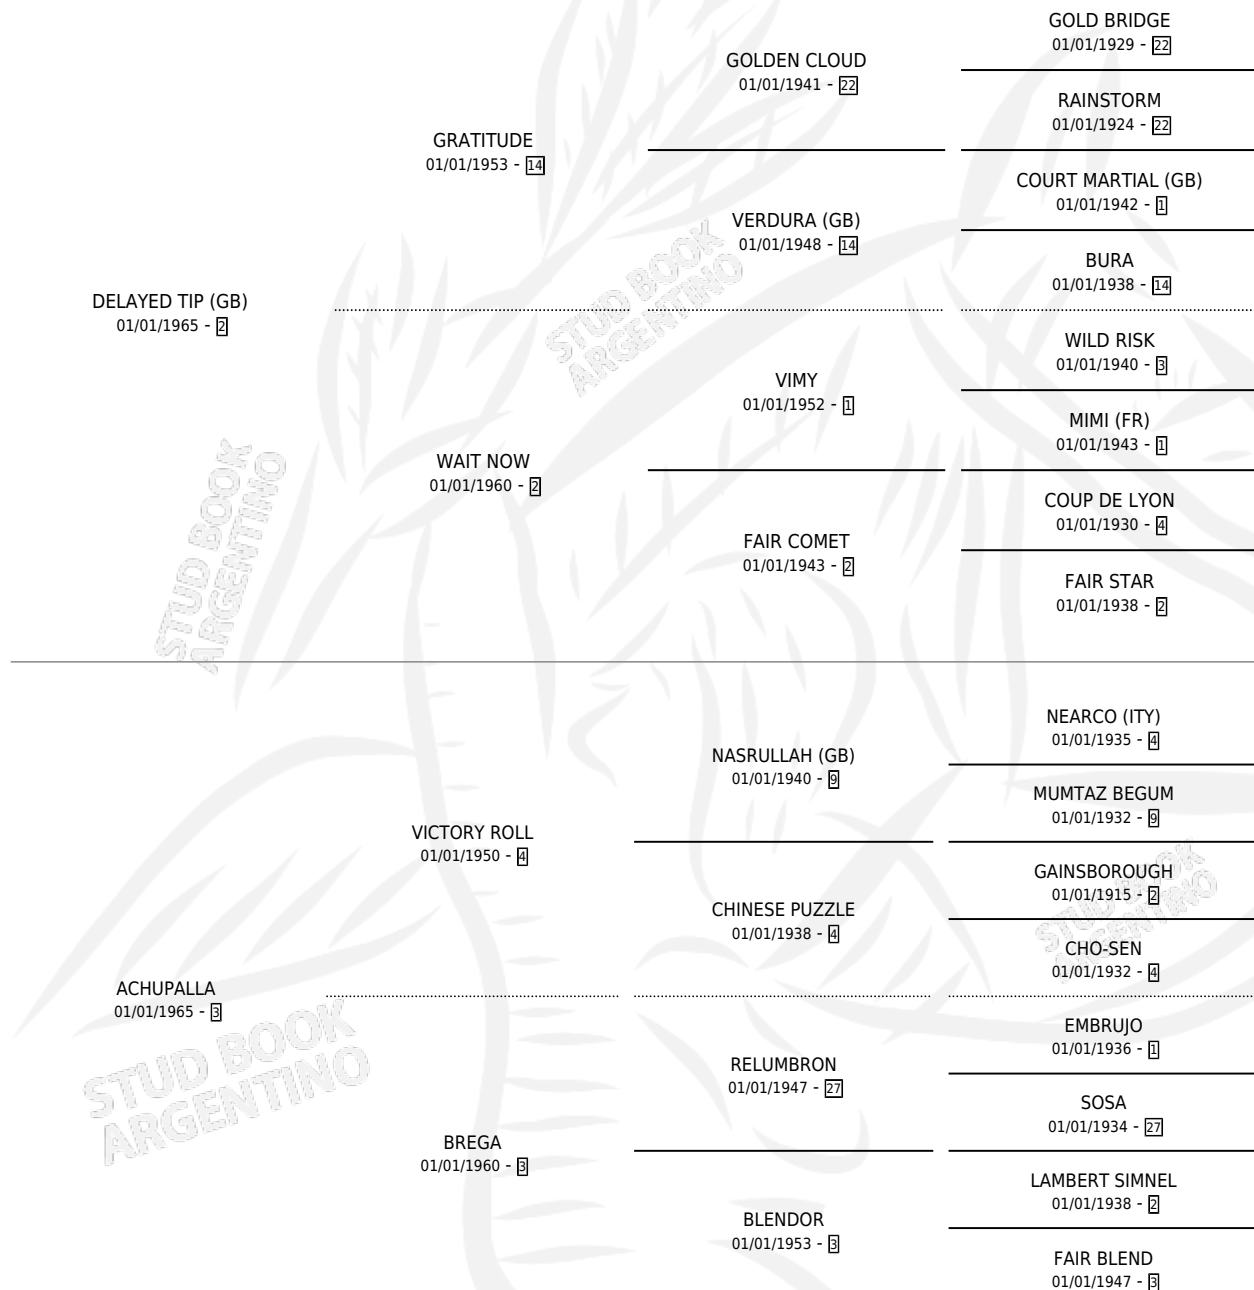 GOLD BRIDGE
01/01/1929 - 22
GOLDEN CLOUD
01/01/1941 - 22
RAINSTORM
01/01/1924 - 22
GRATITUDE
01/01/1953 - 14
COURT MARTIAL (GB)
01/01/1942 - 1
VERDURA (GB)
01/01/1948 - 14
BURA
01/01/1938 - 14
DELAYED TIP (GB)
01/01/1965 - 2
WILD RISK
01/01/1940 - 3
VIMY
01/01/1952 - 1
MIMI (FR)
01/01/1943 - 1
WAIT NOW
01/01/1960 - 2
COUP DE LYON
01/01/1930 - 4
FAIR COMET
01/01/1943 - 2
FAIR STAR
01/01/1938 - 2
NEARCO (ITY)
01/01/1935 - 4
NASRULLAH (GB)
01/01/1940 - 9
MUMTAZ BEGUM
01/01/1932 - 9
VICTORY ROLL
01/01/1950 - 4
GAINSBOROUGH
01/01/1915 - 2
CHINESE PUZZLE
01/01/1938 - 4
CHO-SEN
01/01/1932 - 4
ACHUPALLA
01/01/1965 - 3
EMBRUJO
01/01/1936 - 1
RELUMBRON
01/01/1947 - 27
SOSA
01/01/1934 - 27
BREGA
01/01/1960 - 3
LAMBERT SIMNEL
01/01/1938 - 2
BLENDOR
01/01/1953 - 3
FAIR BLEND
01/01/1947 - 3
STUD BOOK
ARGENTINO
STUD BOOK
ARGENTINO
STUD BOOK
ARGENTINO
STUD BOOK
ARGENTINO